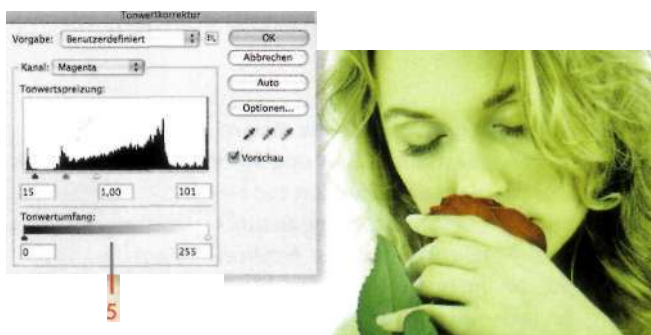 Tonwertkorrektur
Vorgabe: Benutzerdefiniert
OK
Abbrechen
Kanal: Magenta
Auto
Tonwertspreizung:
Optionen...
Vorschau
15 1,00 101
Tonwertumfang:
0 255
5